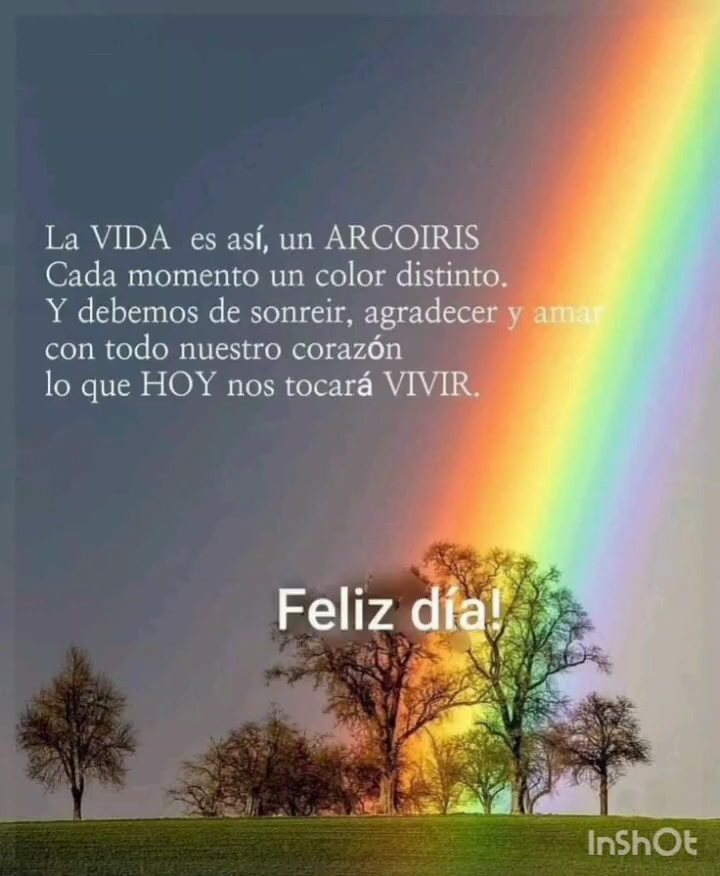 La VIDA es así, un ARCOIRIS
Cada momento un color distinto.
Y debemos de sonreir, agradecer y amar
con todo nuestro corazón
lo que HOY nos tocará VIVIR.
Feliz día!
InShOt